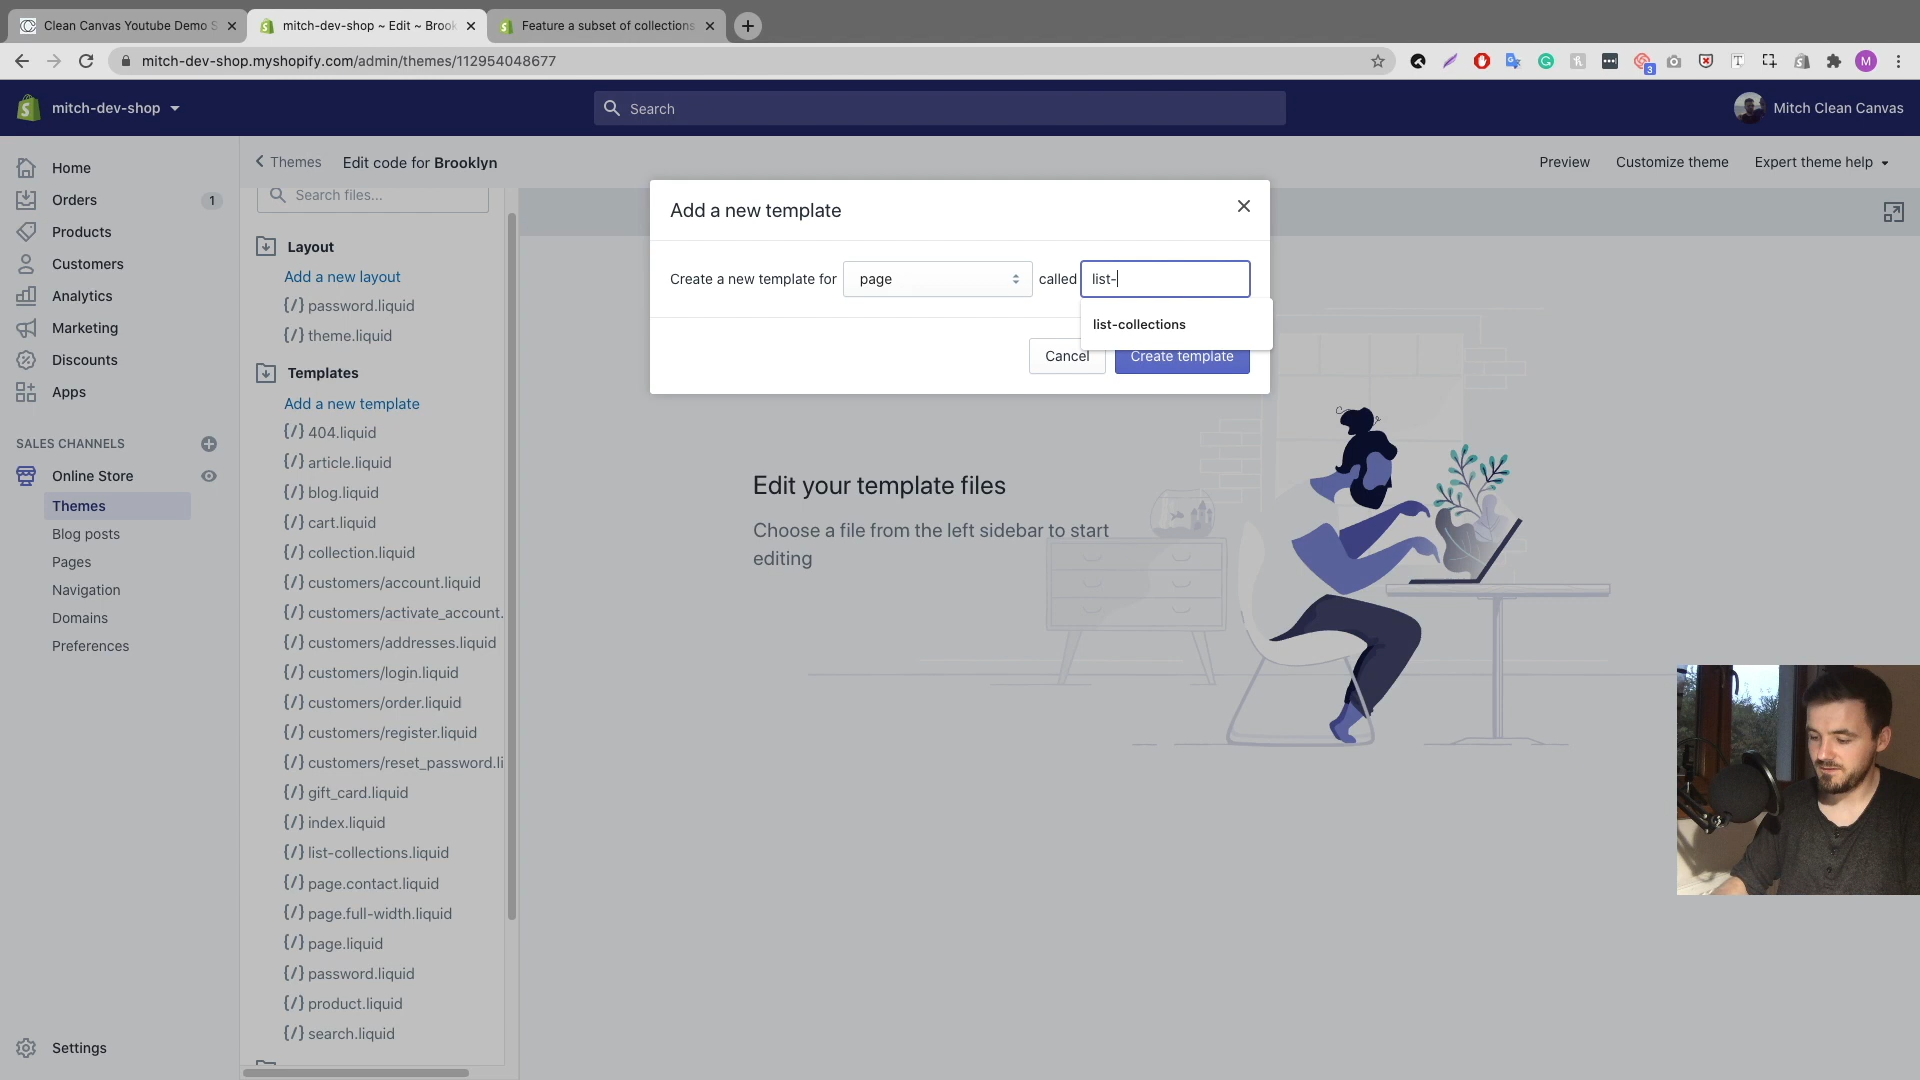 Clean Canvas Youtube Demo S
mitch-dev-shop ~ Edit ~ Brook
Feature a subset of collections
mitch-dev-shop.myshopify.com/admin/themes/112954048677
3
M
mitch-dev-shop
Search
Mitch Clean Canvas
Home
Orders
1
Products
Customers
Analytics
Marketing
Discounts
Apps
SALES CHANNELS
Online Store
Themes
Blog posts
Pages
Navigation
Domains
Preferences
Settings
Themes
Edit code for Brooklyn
Preview
Customize theme
Expert theme help
Search files...
Layout
Add a new layout
{/} password.liquid
{/} theme.liquid
Templates
Add a new template
{/} 404.liquid
{/} article.liquid
{/} blog.liquid
{/} cart.liquid
{/} collection.liquid
{/} customers/account.liquid
{/} customers/activate_account.
{/} customers/addresses.liquid
{/} customers/login.liquid
{/} customers/order.liquid
{/} customers/register.liquid
{/} customers/reset_password.li
{/} gift_card.liquid
{/} index.liquid
{/} list-collections.liquid
{/} page.contact.liquid
{/} page.full-width.liquid
{/} page.liquid
{/} password.liquid
{/} product.liquid
{/} search.liquid
Add a new template
Create a new template for page called list-
list-collections
Cancel
Create template
Edit your template files
Choose a file from the left sidebar to start
editing